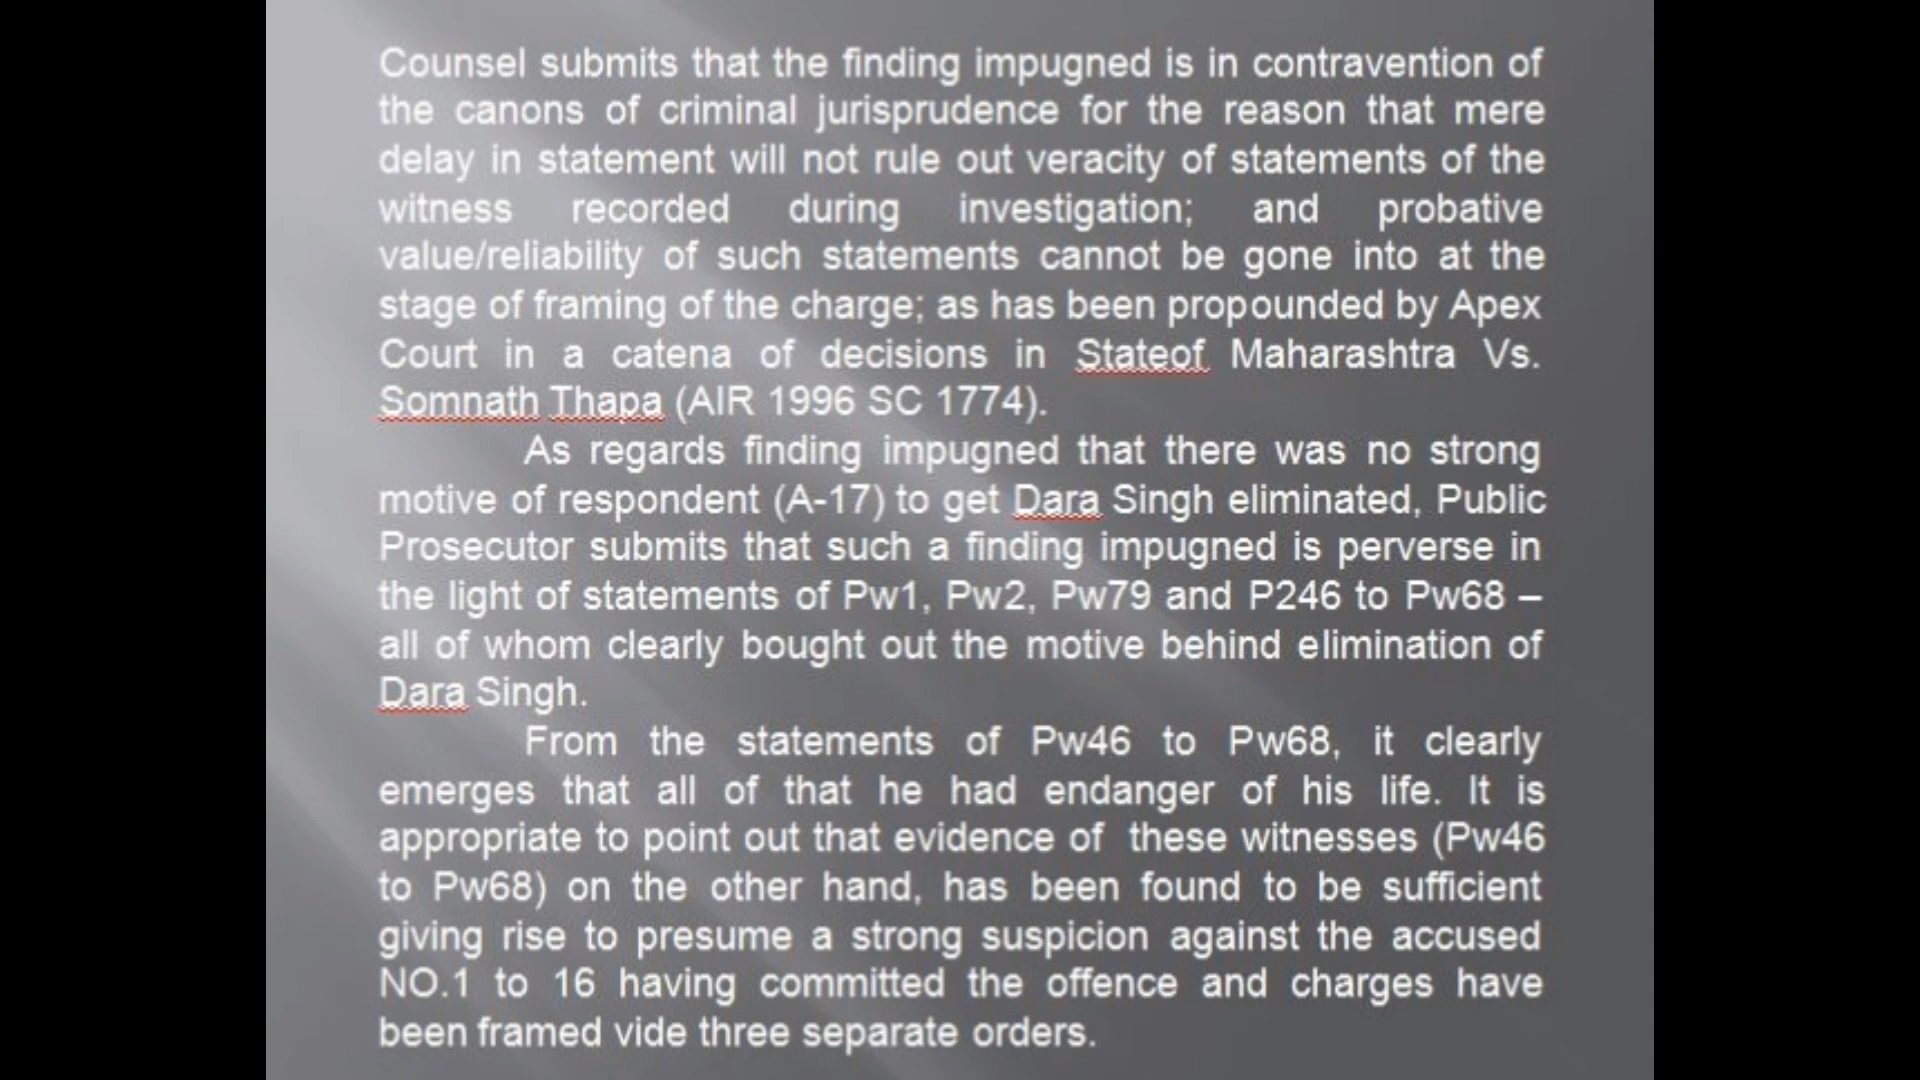 Counsel submits that the finding impugned is in contravention of
the canons of criminal jurisprudence for the reason that mere
delay in statement will not rule out veracity of statements of the
witness recorded during investigation; and probative
value/reliability of such statements cannot be gone into at the
stage of framing of the charge; as has been propounded by Apex
Court in a catena of decisions in Stateof Maharashtra Vs.
Somnath Thapa (AIR 1996 SC 1774).
As regards finding impugned that there was no strong
motive of respondent (A-17) to get Dara Singh eliminated, Public
Prosecutor submits that such a finding impugned is perverse in
the light of statements of Pw1, Pw2, Pw79 and P246 to Pw68 –
all of whom clearly bought out the motive behind elimination of
Dara Singh.
From the statements of Pw46 to Pw68, it clearly
emerges that all of that he had endanger of his life. It is
appropriate to point out that evidence of these witnesses (Pw46
to Pw68) on the other hand, has been found to be sufficient
giving rise to presume a strong suspicion against the accused
NO.1 to 16 having committed the offence and charges have
been framed vide three separate orders.